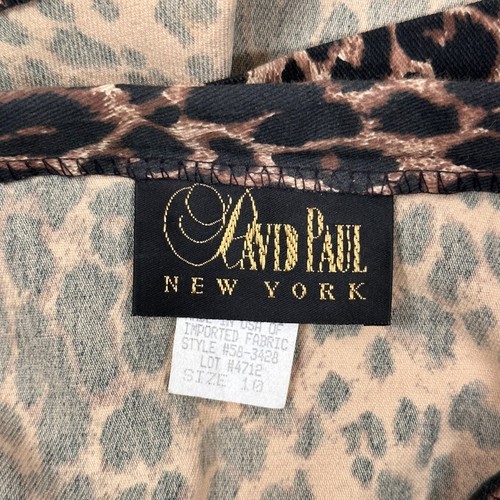 DAVID PAUL
NEW YORK
IN USA OF
IMPORTED FABRIC
STYLE #58-3428
LOT #4712
SIZE 10